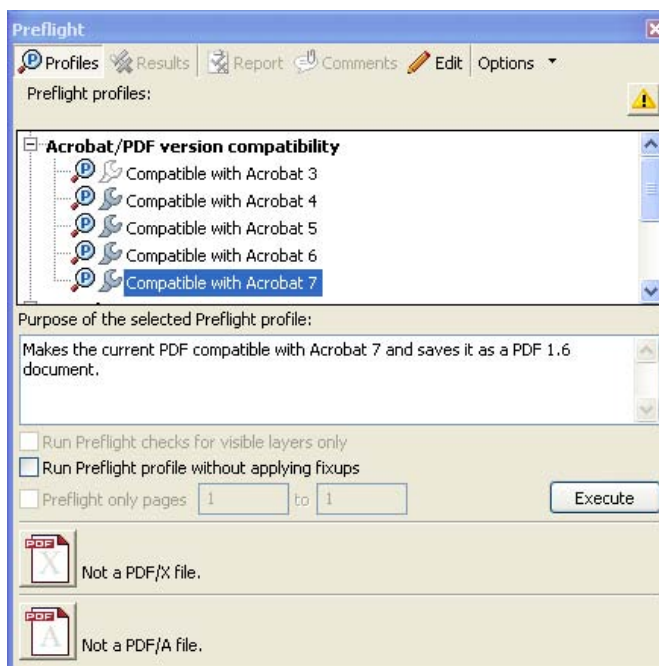 Preflight
Profiles Results Report Comments Edit Options
Preflight profiles:
Acrobat/PDF version compatibility
Compatible with Acrobat 3
Compatible with Acrobat 4
Compatible with Acrobat 5
Compatible with Acrobat 6
Compatible with Acrobat 7
Purpose of the selected Preflight profile:
Makes the current PDF compatible with Acrobat 7 and saves it as a PDF 1.6
document.
Run Preflight checks for visible layers only
Run Preflight profile without applying fixups
Preflight only pages 1 to 1 Execute
PDF X Not a PDF/X file.
PDF A Not a PDF/A file.